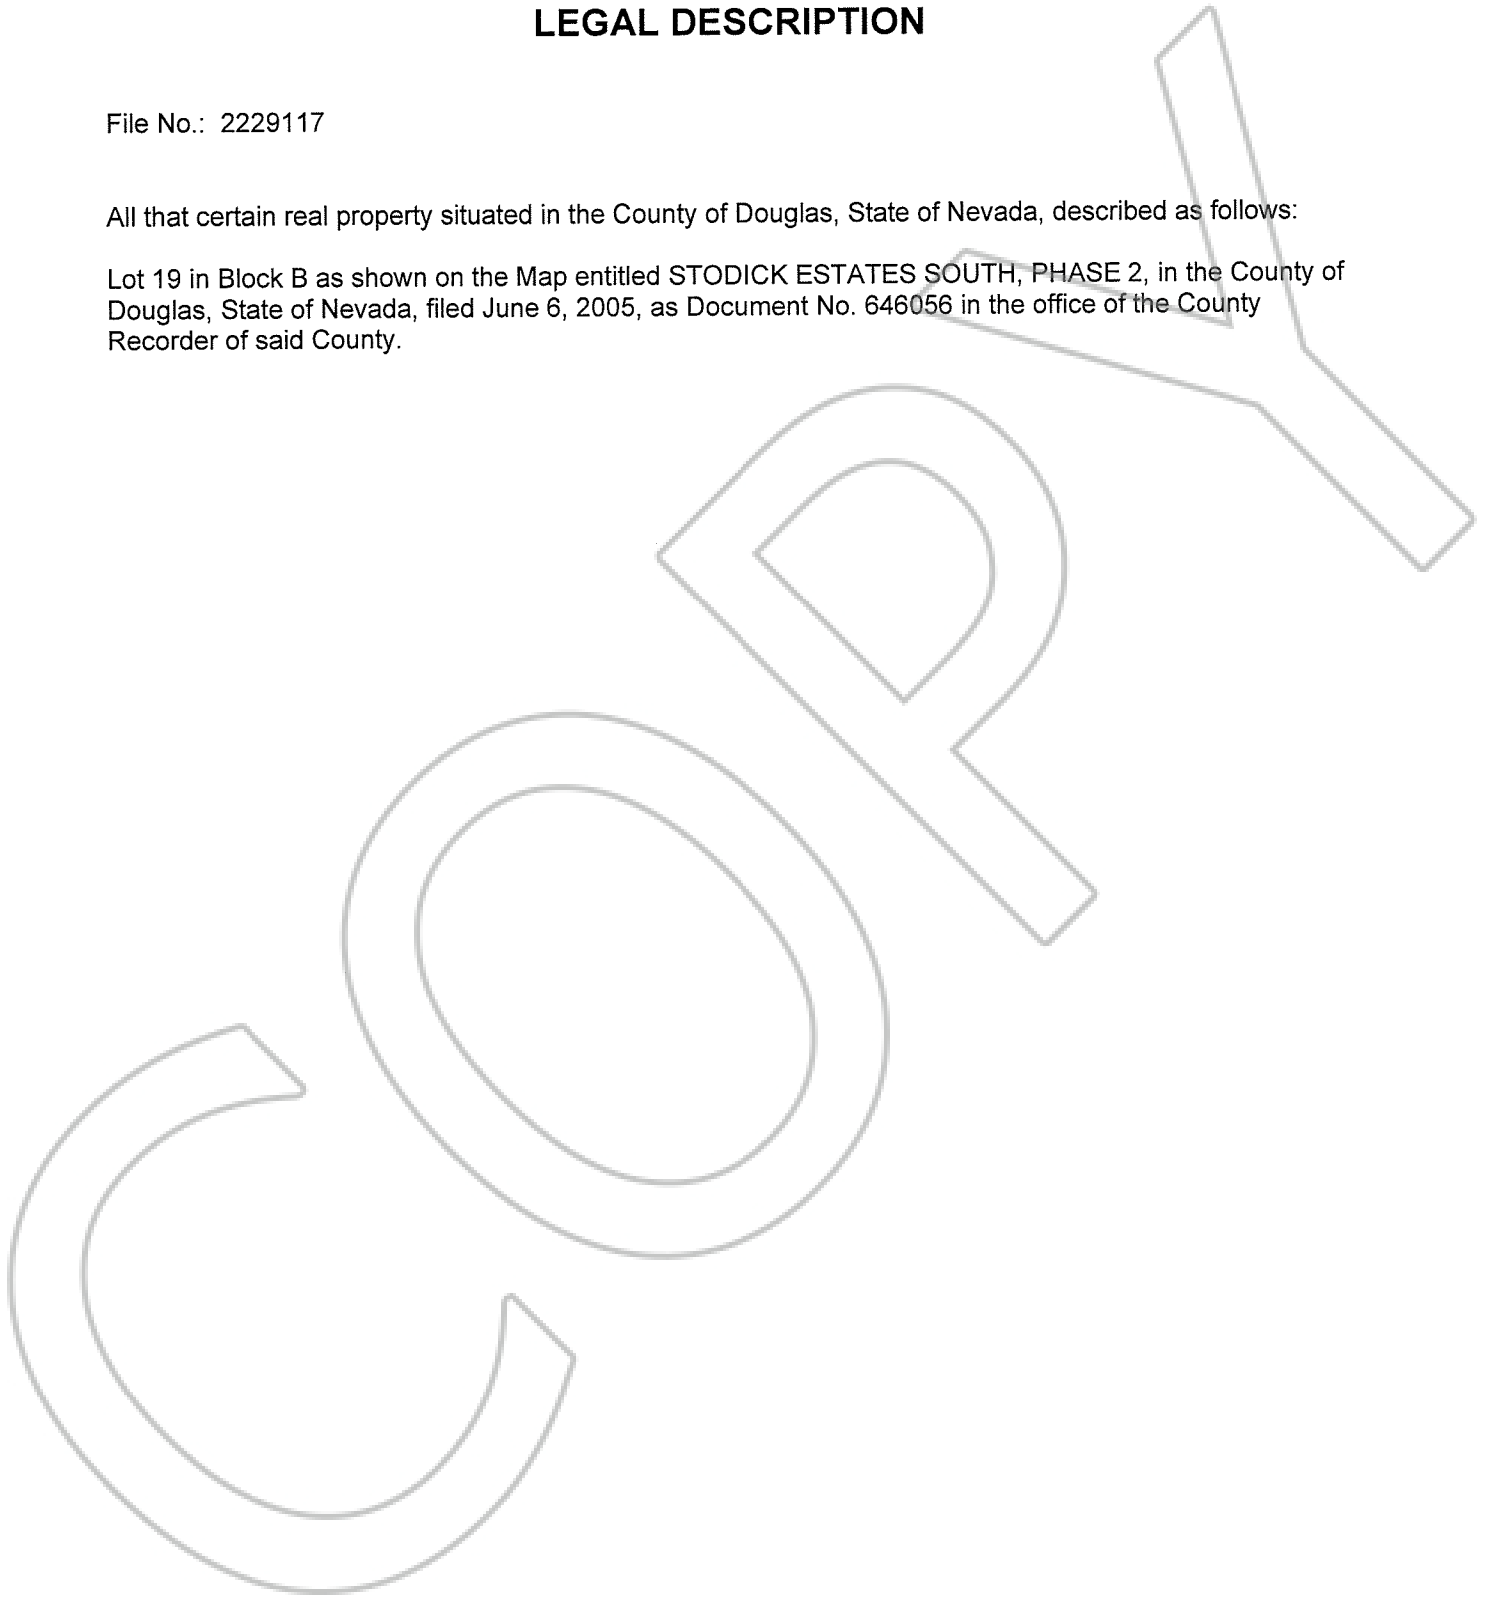 LEGAL DESCRIPTION
File No.: 2229117
All that certain real property situated in the County of Douglas, State of Nevada, described as follows:
Lot 19 in Block B as shown on the Map entitled STODICK ESTATES SOUTH, PHASE 2, in the County of
Douglas, State of Nevada, filed June 6, 2005, as Document No. 646056 in the office of the County
Recorder of said County.
COPY